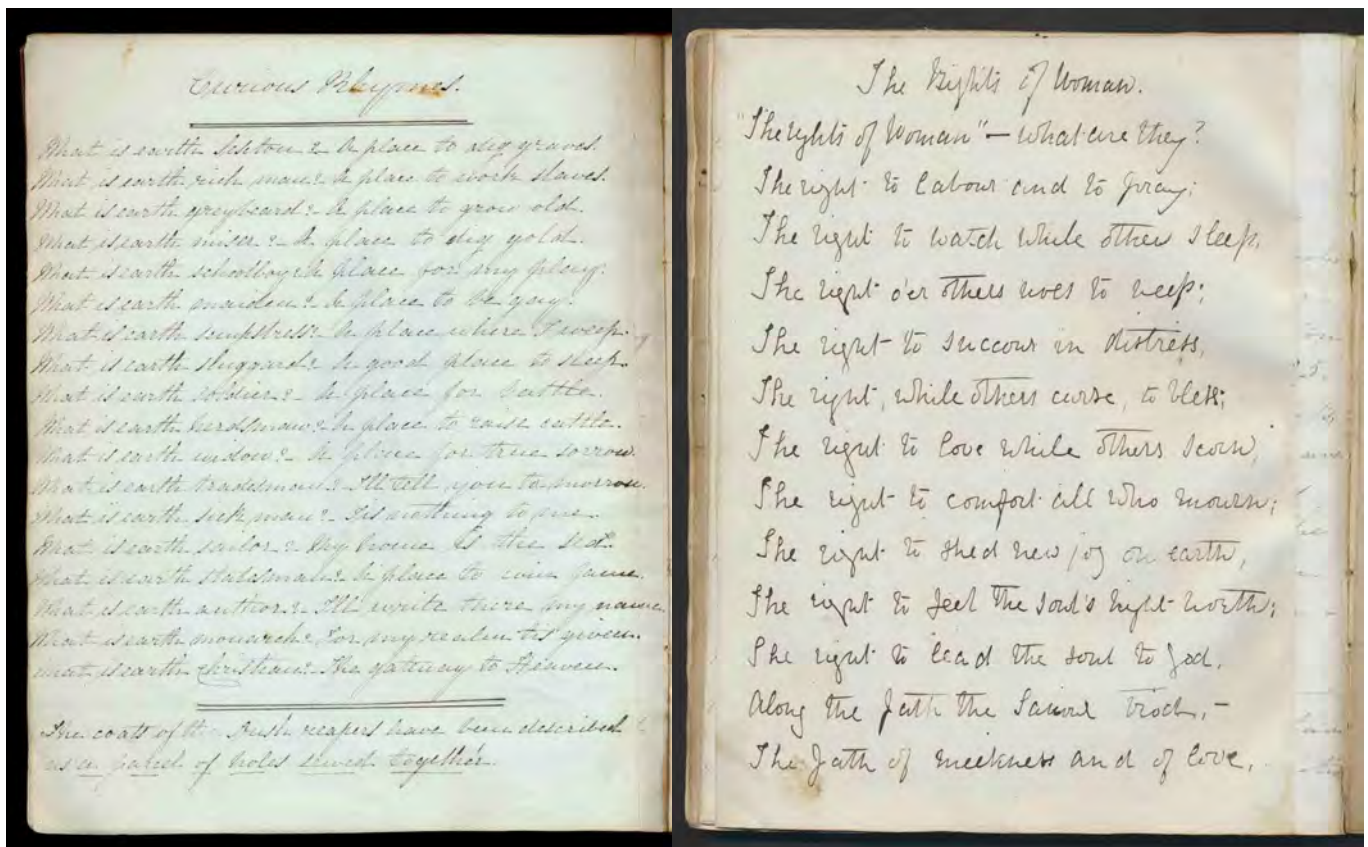 Curious Rhymes.
What is earth Sexton? A place to dig graves
What is earth rich man? A place to work slaves.
What is earth greybeard? A place to grow old.
What is earth miser? A place to dig gold.
What is earth schoolboy? A place for my play.
What is earth maiden? A place to be gay.
What is earth sempstress? A place where I weep.
What is earth sluggard? A good place to sleep.
What is earth soldier? A place for battle.
What is earth herdsman? A place to raise cattle.
What is earth widow? A place for true sorrow.
What is earth tradesman? I'll tell you to morrow.
What is earth sick man? Tis nothing to me.
What is earth sailor? My home is the sea.
What is earth statesman? A place to win fame.
What is earth author? I'll write there my name.
What is earth monarch? For my realm tis given.
What is earth Christian? The gateway to Heaven.
The coats of the Irish reapers have been described
as a parcel of holes sewed together.
The Rights of Woman.
"The rights of Woman" — what are they?
The right to labour and to pray;
The right to watch while others sleep,
The right o'er others woes to weep;
The right to succour in distress,
The right, while others curse, to bless;
The right to love while others scorn,
The right to comfort all who mourn;
The right to shed new joy on earth,
The right to feel the soul's high worth;
The right to lead the soul to God,
Along the path the Saviour trod, —
The path of meekness and of love,